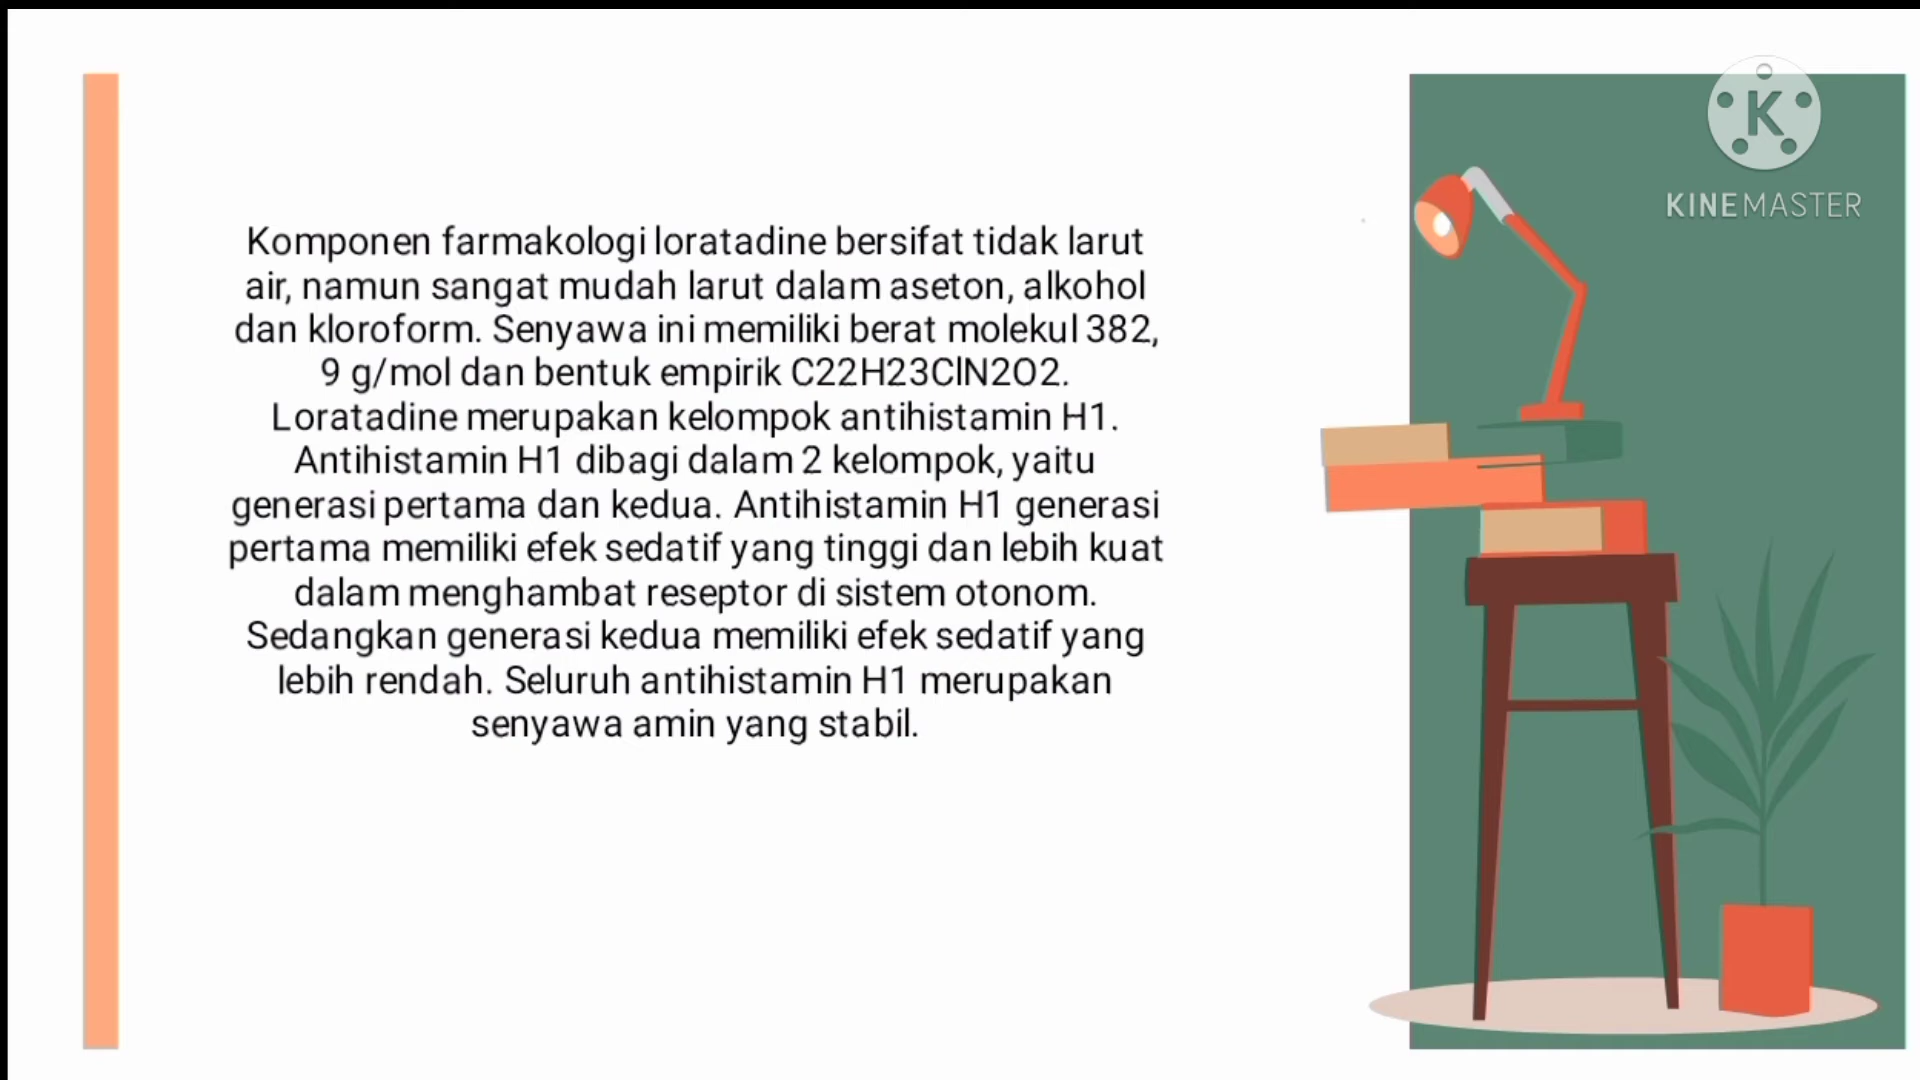 Komponen farmakologi loratadine bersifat tidak larut
air, namun sangat mudah larut dalam aseton, alkohol
dan kloroform. Senyawa ini memiliki berat molekul 382,
9 g/mol dan bentuk empirik C22H23ClN2O2.
Loratadine merupakan kelompok antihistamin H1.
Antihistamin H1 dibagi dalam 2 kelompok, yaitu
generasi pertama dan kedua. Antihistamin H1 generasi
pertama memiliki efek sedatif yang tinggi dan lebih kuat
dalam menghambat reseptor di sistem otonom.
Sedangkan generasi kedua memiliki efek sedatif yang
lebih rendah. Seluruh antihistamin H1 merupakan
senyawa amin yang stabil.
K
KINEMASTER